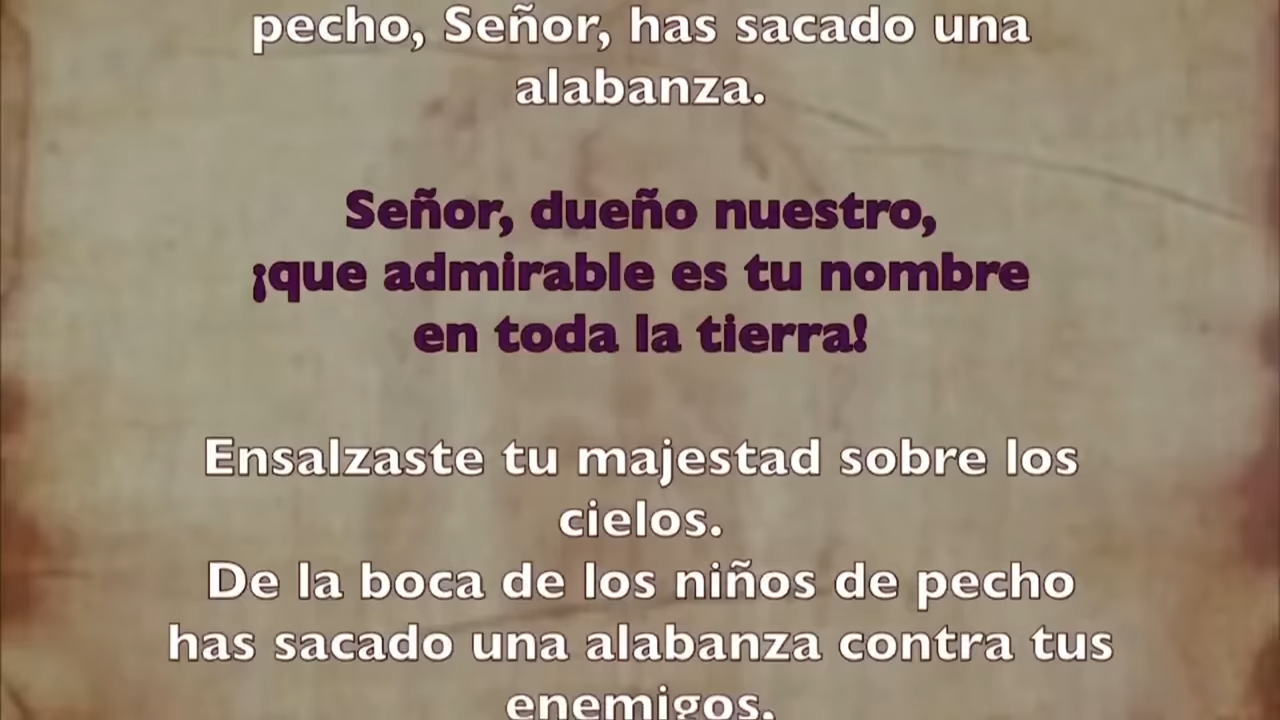 pecho, Señor, has sacado una
alabanza.
Señor, dueño nuestro,
¡que admirable es tu nombre
en toda la tierra!
Ensalzaste tu majestad sobre los
cielos.
De la boca de los niños de pecho
has sacado una alabanza contra tus
enemigos.